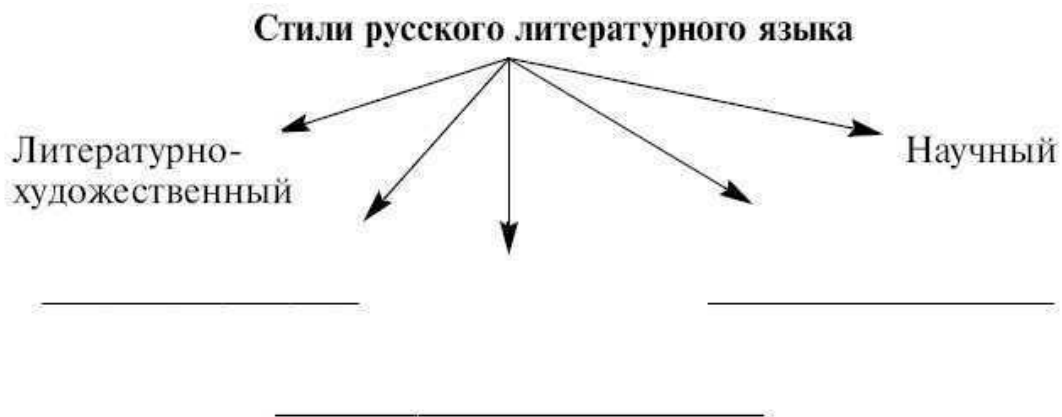 Стили русского литературного языка
Литературно-
художественный
Научный